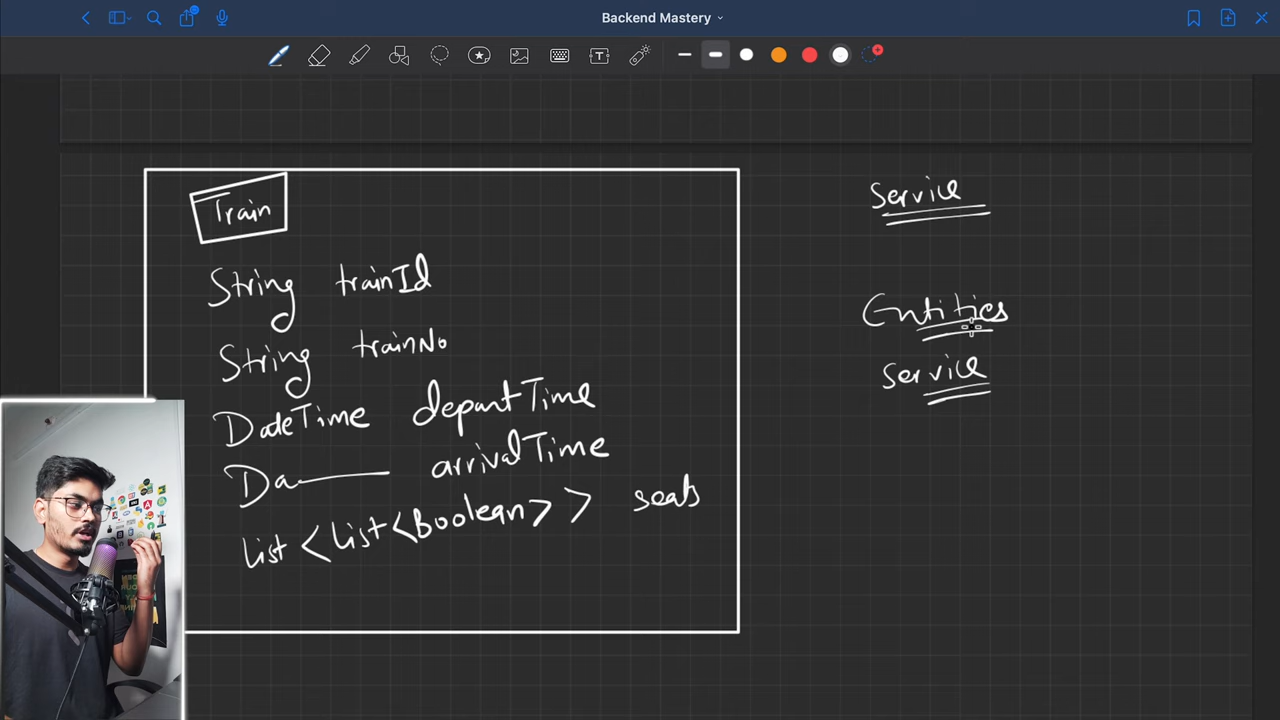 Backend Mastery
Train
String trainId
String trainNo
DateTime departTime
Da arrivalTime
List <List<Boolean>> seats
Service
Entities
Service